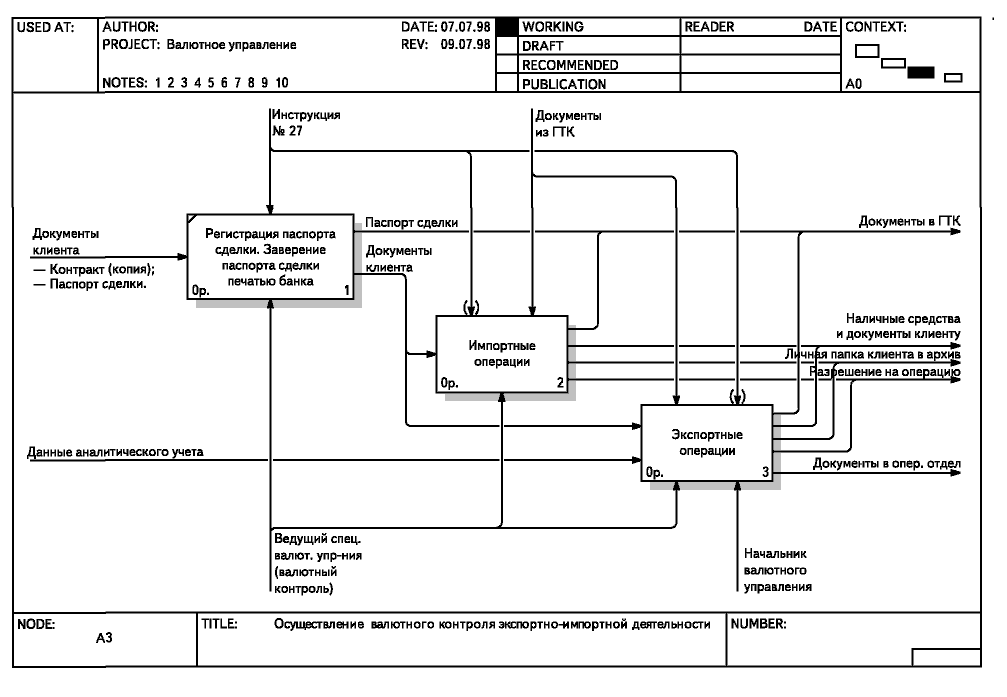 USED AT:
AUTHOR:
DATE: 07.07.98
PROJECT: Валютное управление
REV: 09.07.98
NOTES: 1 2 3 4 5 6 7 8 9 10
WORKING
DRAFT
RECOMMENDED
PUBLICATION
READER
DATE
CONTEXT:
A0
Инструкция
№ 27
Документы
из ГТК
Документы
клиента
— Контракт (копия);
— Паспорт сделки.
Регистрация паспорта
сделки. Заверение
паспорта сделки
печатью банка
0р.
1
Паспорт сделки
Документы
клиента
Документы в ГТК
Импортные
операции
0р.
2
Наличные средства
и документы клиенту
Личная папка клиента в архив
Разрешение на операцию
Экспортные
операции
0р.
3
Данные аналитического учета
Документы в опер. отдел
Ведущий спец.
валют. упр-ния
(валютный
контроль)
Начальник
валютного
управления
NODE:
А3
TITLE:
Осуществление валютного контроля экспортно-импортной деятельности
NUMBER: